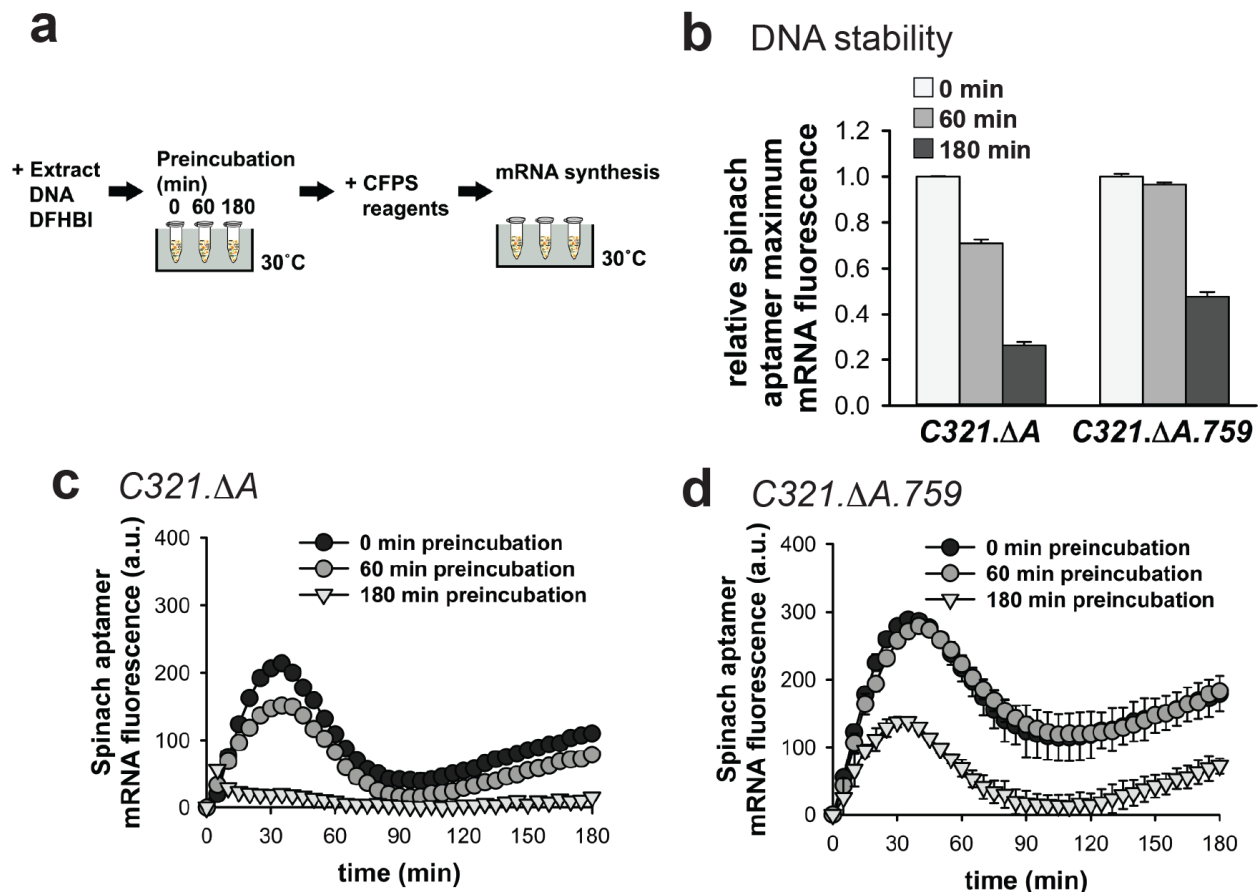 a
+ Extract
DNA
DFHBI
Preincubation
(min)
0 60 180
30˚C
+ CFPS
reagents
mRNA synthesis
30˚C
b DNA stability
0 min
60 min
180 min
relative spinach
aptamer maximum
mRNA fluorescence
1.2
1.0
0.8
0.6
0.4
0.2
0.0
C321.∆A C321.∆A.759
c C321.∆A
Spinach aptamer
mRNA fluorescence (a.u.)
400
300
200
100
0
0 min preincubation
60 min preincubation
180 min preincubation
0 30 60 90 120 150 180
time (min)
d C321.∆A.759
Spinach aptamer
mRNA fluorescence (a.u.)
400
300
200
100
0
0 min preincubation
60 min preincubation
180 min preincubation
0 30 60 90 120 150 180
time (min)